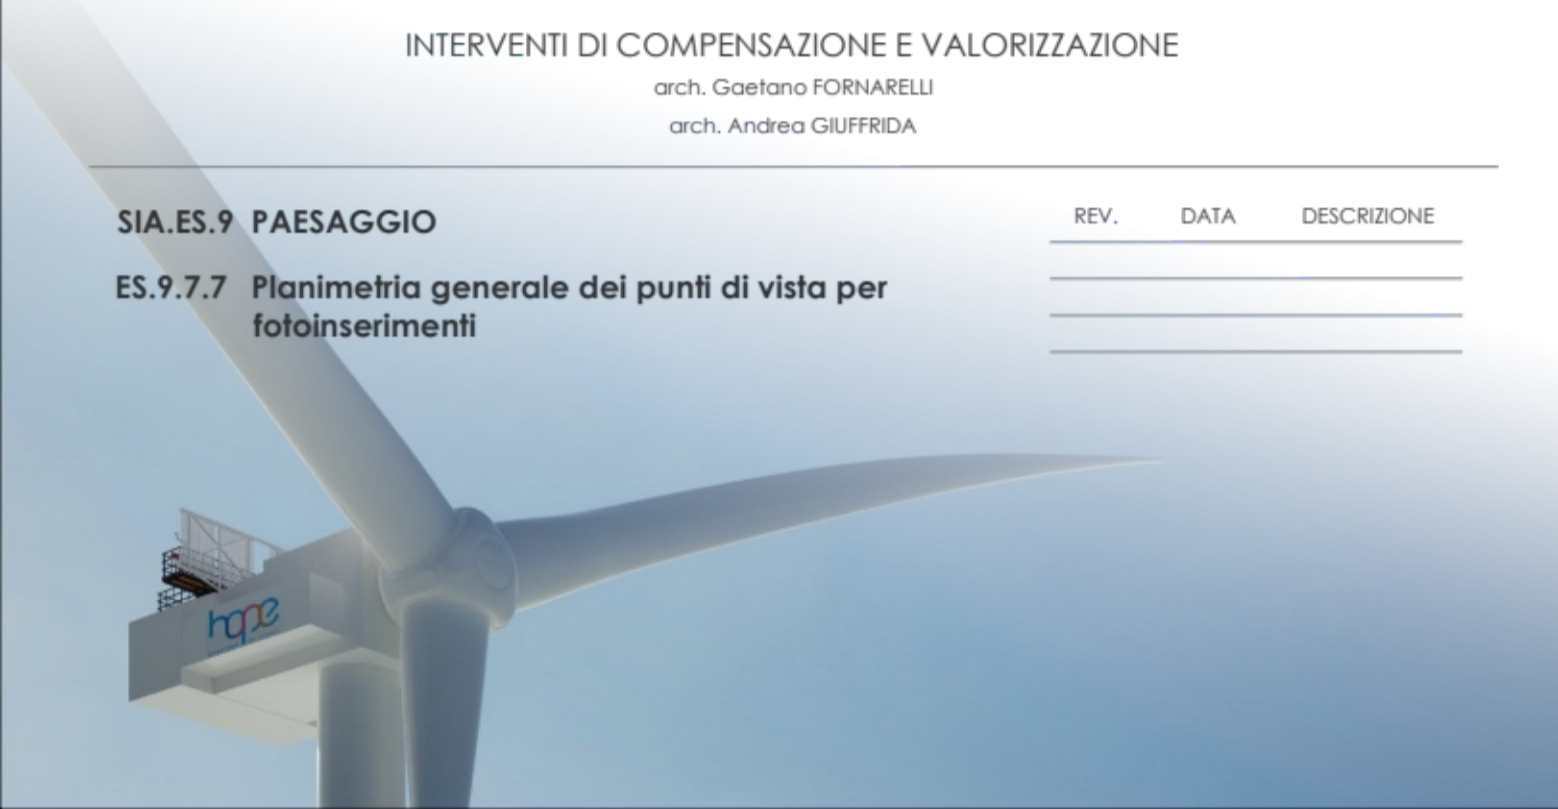 INTERVENTI DI COMPENSAZIONE E VALORIZZAZIONE
arch. Gaetano FORNARELLI
arch. Andrea GIUFFRIDA
SIA.ES.9 PAESAGGIO
REV. DATA DESCRIZIONE
ES.9.7.7 Planimetria generale dei punti di vista per
fotoinserimenti
hope